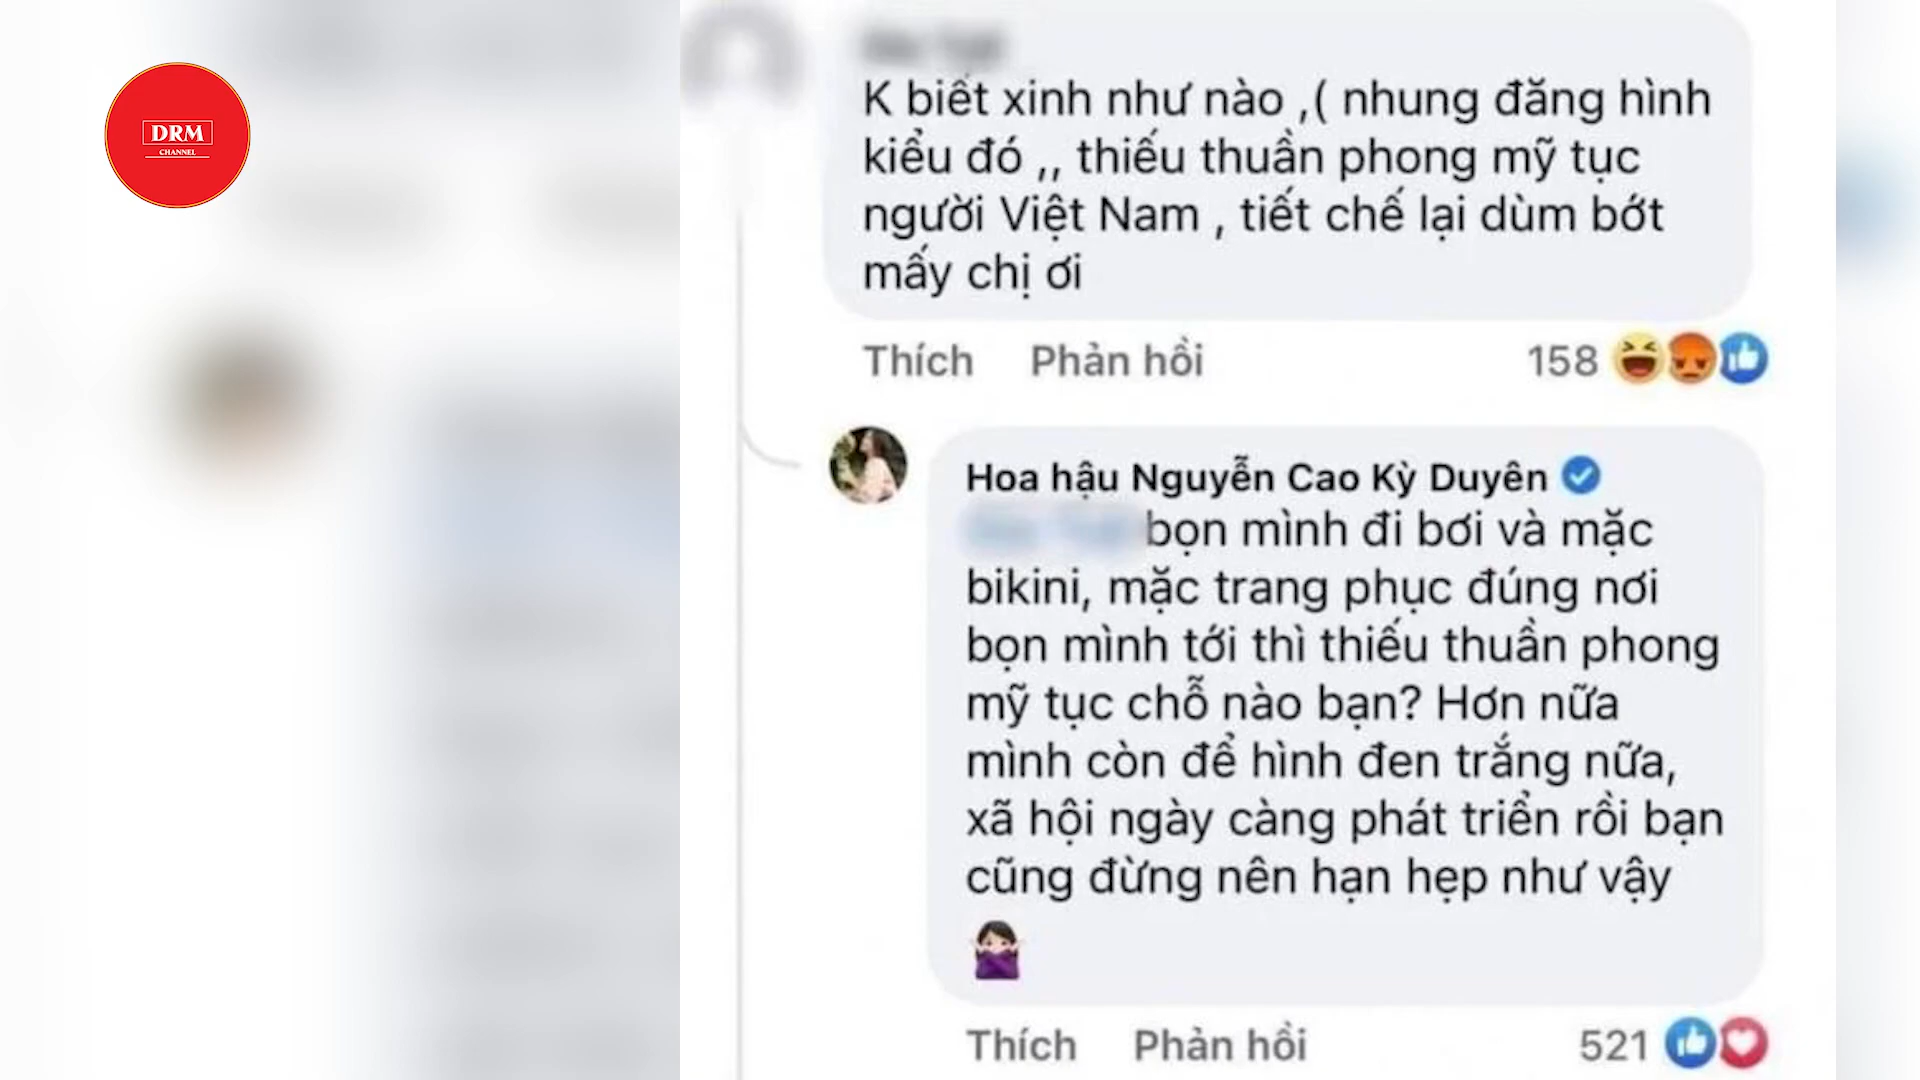 DRM
CHANNEL
K biết xinh như nào ,( nhưng đăng hình
kiểu đó ,, thiếu thuần phong mỹ tục
người Việt Nam , tiết chế lại dùm bớt
mấy chị ơi
Thích Phản hồi 158
Hoa hậu Nguyễn Cao Kỳ Duyên
bọn mình đi bơi và mặc
bikini, mặc trang phục đúng nơi
bọn mình tới thì thiếu thuần phong
mỹ tục chỗ nào bạn? Hơn nữa
mình còn để hình đen trắng nữa,
xã hội ngày càng phát triển rồi bạn
cũng đừng nên hạn hẹp như vậy
Thích Phản hồi 521